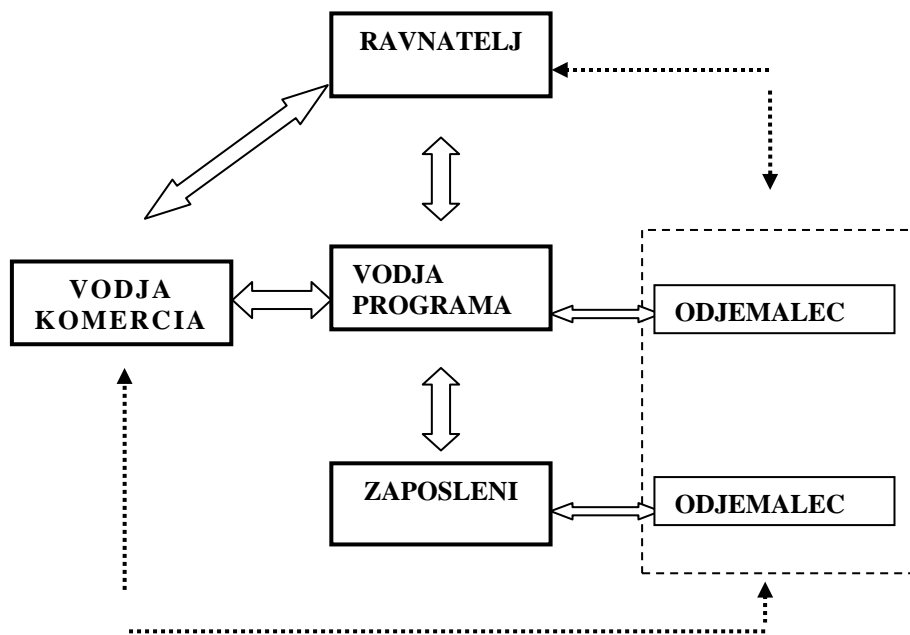 RAVNATELJ
VODJA
KOMERCIA
VODJA
PROGRAMA
ODJEMALEC
ZAPOSLENI
ODJEMALEC